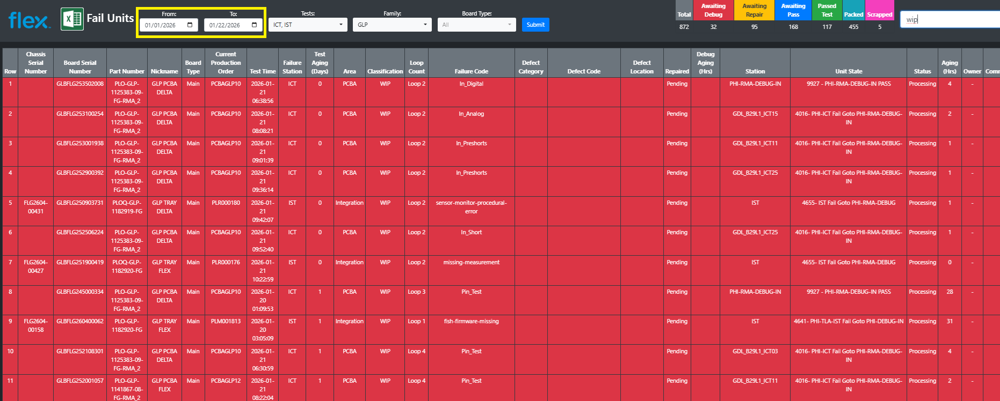 flex
Fail Units
From: To: Tests: Family: Board Type:
01/01/2026 01/22/2026 ICT, IST GLP All Submit
Total Awaiting Debug Awaiting Repair Awaiting Pass Passed Test Packed Scrapped
872 32 95 168 117 455 5
wip
Row Chassis Serial Number Board Serial Number Part Number Nickname Board Type Current Production Order Test Time Failure Station Test Aging (Days) Area Classification Loop Count Failure Code Defect Category Defect Code Defect Location Repaired Debug Aging (Hrs) Station Unit State Status Aging (Hrs) Owner Comm
1 GLBFLG253502008 PLO-GLP-1125383-09-FG-RMA_2 GLP PCBA DELTA Main PCBAGLP10 2026-01-21 06:38:56 ICT 0 PCBA WIP Loop 2 In_Digital Pending PHI-RMA-DEBUG-IN 9927 - PHI-RMA-DEBUG-IN PASS Processing 4 -
2 GLBFLG253100254 PLO-GLP-1125383-09-FG-RMA_2 GLP PCBA DELTA Main PCBAGLP10 2026-01-21 08:08:21 ICT 0 PCBA WIP Loop 2 In_Analog Pending GDL_B29L1_ICT15 4016- PHI-ICT Fail Goto PHI-RMA-DEBUG-IN Processing 2 -
3 GLBFLG253001938 PLO-GLP-1125383-09-FG-RMA_2 GLP PCBA DELTA Main PCBAGLP10 2026-01-21 09:01:39 ICT 0 PCBA WIP Loop 2 In_Preshorts Pending GDL_B29L1_ICT11 4016- PHI-ICT Fail Goto PHI-RMA-DEBUG-IN Processing 1 -
4 GLBFLG252900392 PLO-GLP-1125383-09-FG-RMA_2 GLP PCBA DELTA Main PCBAGLP10 2026-01-21 09:36:14 ICT 0 PCBA WIP Loop 2 In_Preshorts Pending GDL_B29L1_ICT25 4016- PHI-ICT Fail Goto PHI-RMA-DEBUG-IN Processing 1 -
5 FLG2604-00431 GLBFLG250903731 PLOQ-GLP-1182919-FG GLP TRAY DELTA Main PLR000180 2026-01-21 09:42:07 IST 0 Integration WIP Loop 2 sensor-monitor-procedural-error Pending IST 4655- IST Fail Goto PHI-RMA-DEBUG Processing 1 -
6 GLBFLG252506224 PLO-GLP-1125383-09-FG-RMA_2 GLP PCBA DELTA Main PCBAGLP10 2026-01-21 09:52:40 ICT 0 PCBA WIP Loop 2 In_Short Pending GDL_B29L1_ICT25 4016- PHI-ICT Fail Goto PHI-RMA-DEBUG-IN Processing 1 -
7 FLG2604-00427 GLBFLG251900419 PLOQ-GLP-1182920-FG GLP TRAY FLEX Main PLR000176 2026-01-21 10:22:59 IST 0 Integration WIP Loop 2 missing-measurement Pending IST 4655- IST Fail Goto PHI-RMA-DEBUG Processing 0 -
8 GLBFLG245000334 PLO-GLP-1125383-09-FG-RMA_2 GLP PCBA DELTA Main PCBAGLP10 2026-01-20 01:09:53 ICT 1 PCBA WIP Loop 3 Pin_Test Pending PHI-RMA-DEBUG-IN 9927 - PHI-RMA-DEBUG-IN PASS Processing 28 -
9 FLG2604-00158 GLBFLG260400062 PLO-GLP-1182920-FG GLP TRAY FLEX Main PLM001813 2026-01-20 03:05:09 IST 1 Integration WIP Loop 1 fish-firmware-missing Pending IST 4641- PHI-TLA-IST Fail Goto PHI-DEBUG-IN Processing 31 -
10 GLBFLG252108301 PLO-GLP-1125383-09-FG-RMA_2 GLP PCBA DELTA Main PCBAGLP10 2026-01-21 06:30:59 ICT 1 PCBA WIP Loop 4 Pin_Test Pending GDL_B29L1_ICT03 4016- PHI-ICT Fail Goto PHI-RMA-DEBUG-IN Processing 4 -
11 GLBFLG252001057 PLO-GLP-1141867-08-FG-RMA_2 GLP PCBA FLEX Main PCBAGLP12 2026-01-21 08:22:04 ICT 1 PCBA WIP Loop 4 Pin_Test Pending GDL_B29L1_ICT11 4016- PHI-ICT Fail Goto PHI-RMA-DEBUG-IN Processing 2 -